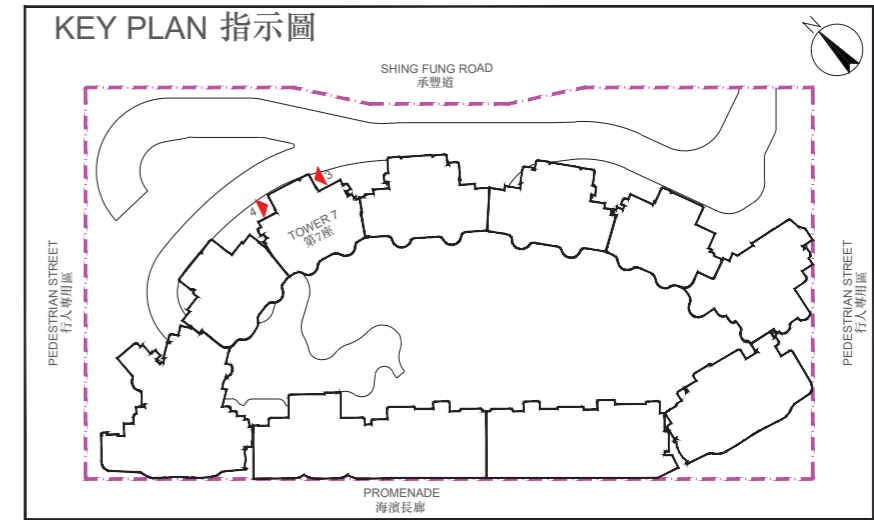 KEY PLAN 指示圖
N
SHING FUNG ROAD
承豐道
3
4
TOWER 7
第7座
PEDESTRIAN STREET
行人專用區
PEDESTRIAN STREET
行人專用區
PROMENADE
海濱長廊